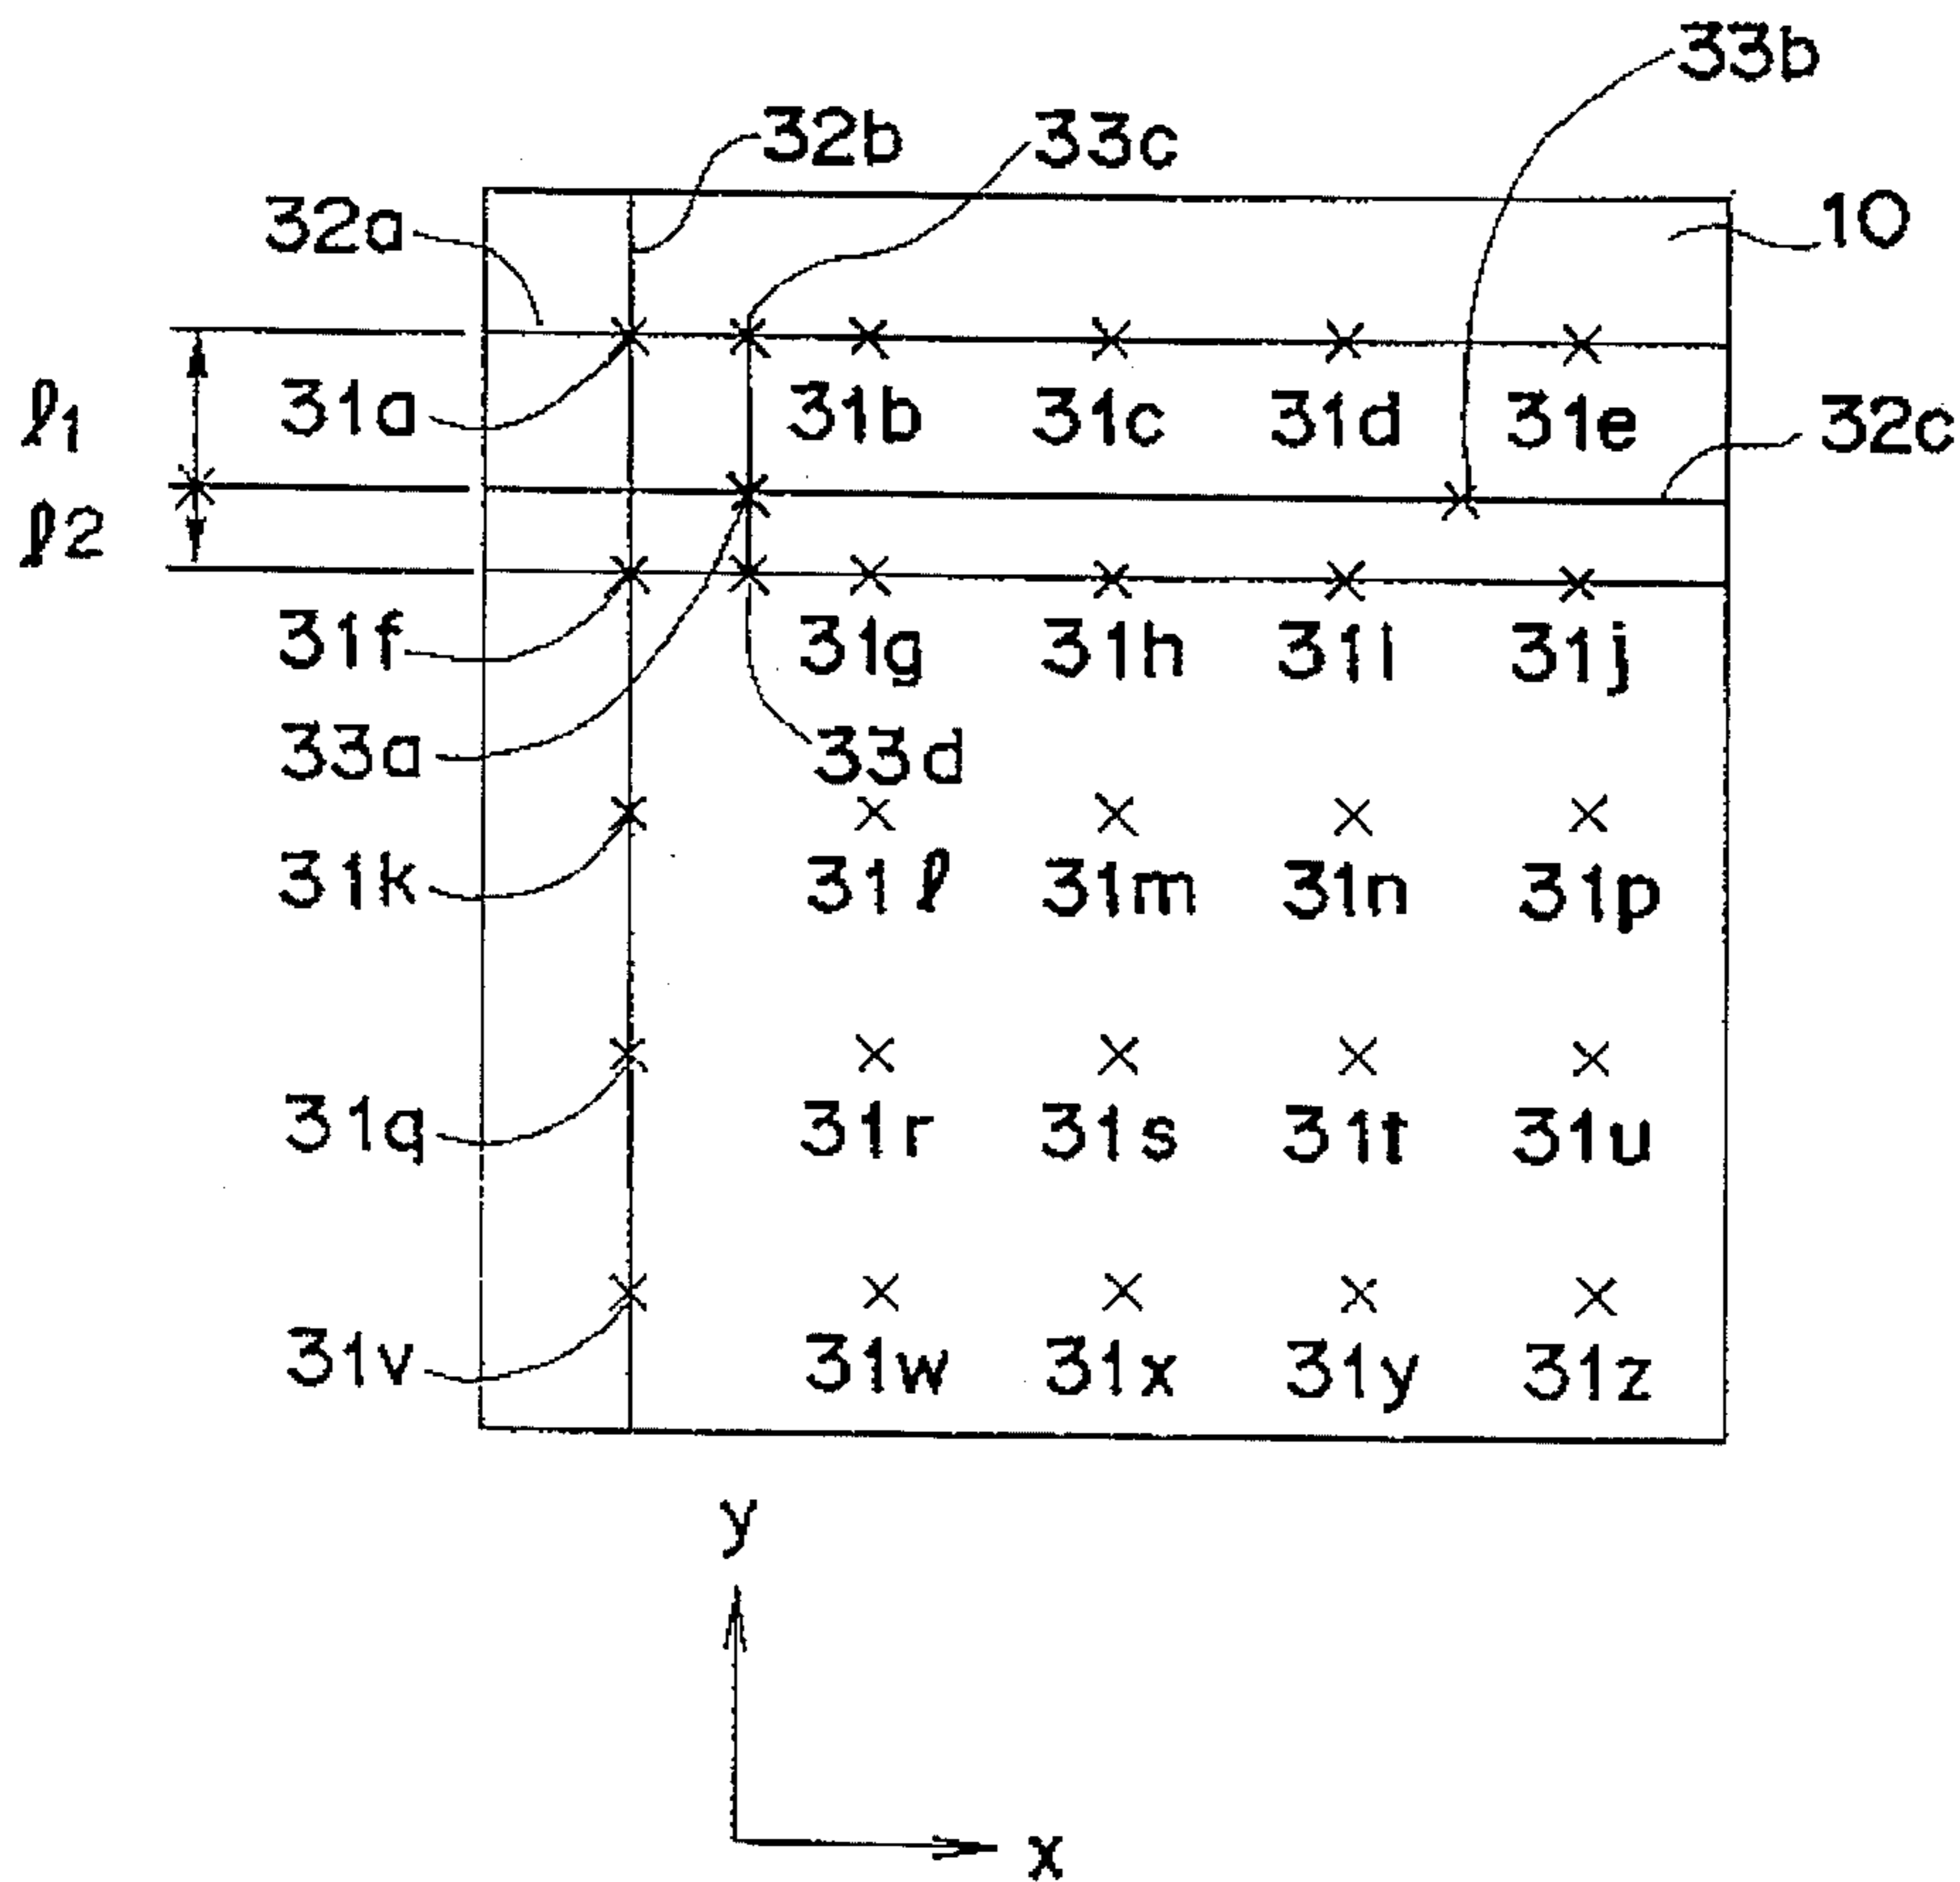 33b
32b 33c
32a 10
ℓ1 31a 31b 31c 31d 31e 32c
ℓ2
31f 31g 31h 31i 31j
33a 33d
31k 31ℓ 31m 31n 31p
31q 31r 31s 31t 31u
31v 31w 31x 31y 31z
y
x